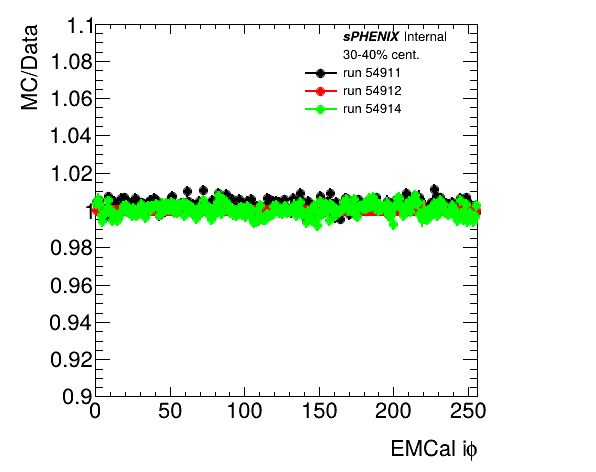 MC/Data
sPHENIX Internal
30-40% cent.
run 54911
run 54912
run 54914
1.1
1.08
1.06
1.04
1.02
1
0.98
0.96
0.94
0.92
0.9
0 50 100 150 200 250
EMCal iϕ